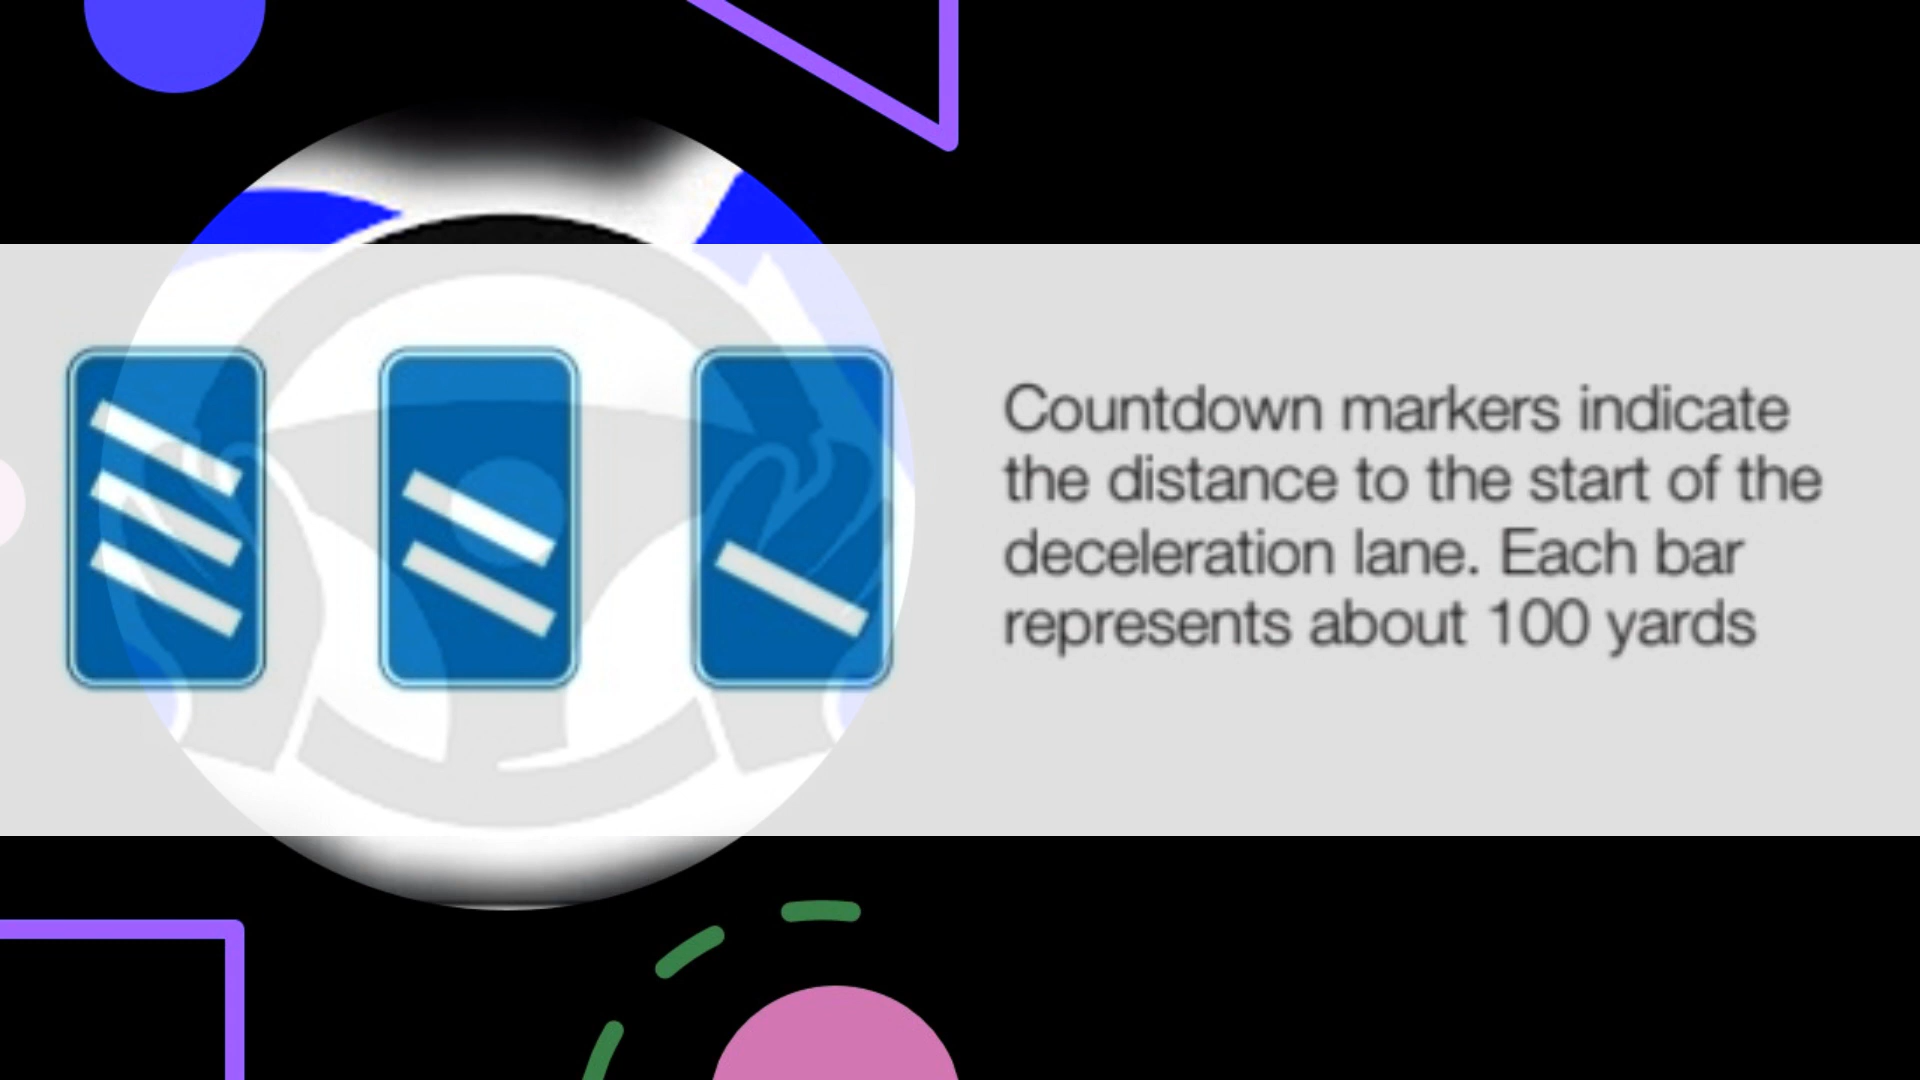 Countdown markers indicate
the distance to the start of the
deceleration lane. Each bar
represents about 100 yards